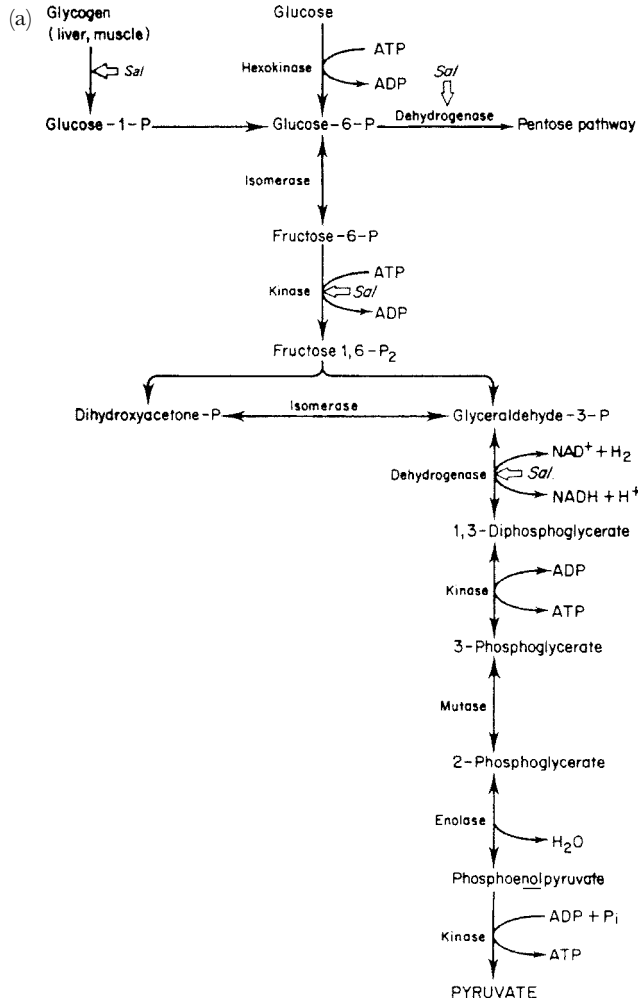 (a)
Glycogen
(liver, muscle)
Glucose
ATP
Hexokinase
ADP
Sal
Sal
Dehydrogenase
Glucose-1-P
Glucose-6-P
Pentose pathway
Isomerase
Fructose-6-P
ATP
Kinase
Sal
ADP
Fructose 1,6-P₂
Isomerase
Dihydroxyacetone-P
Glyceraldehyde-3-P
NAD⁺ + H₂
Dehydrogenase
Sal.
NADH + H⁺
1,3-Diphosphoglycerate
ADP
Kinase
ATP
3-Phosphoglycerate
Mutase
2-Phosphoglycerate
Enolase
H₂O
Phosphoenolpyruvate
ADP + Pi
Kinase
ATP
PYRUVATE